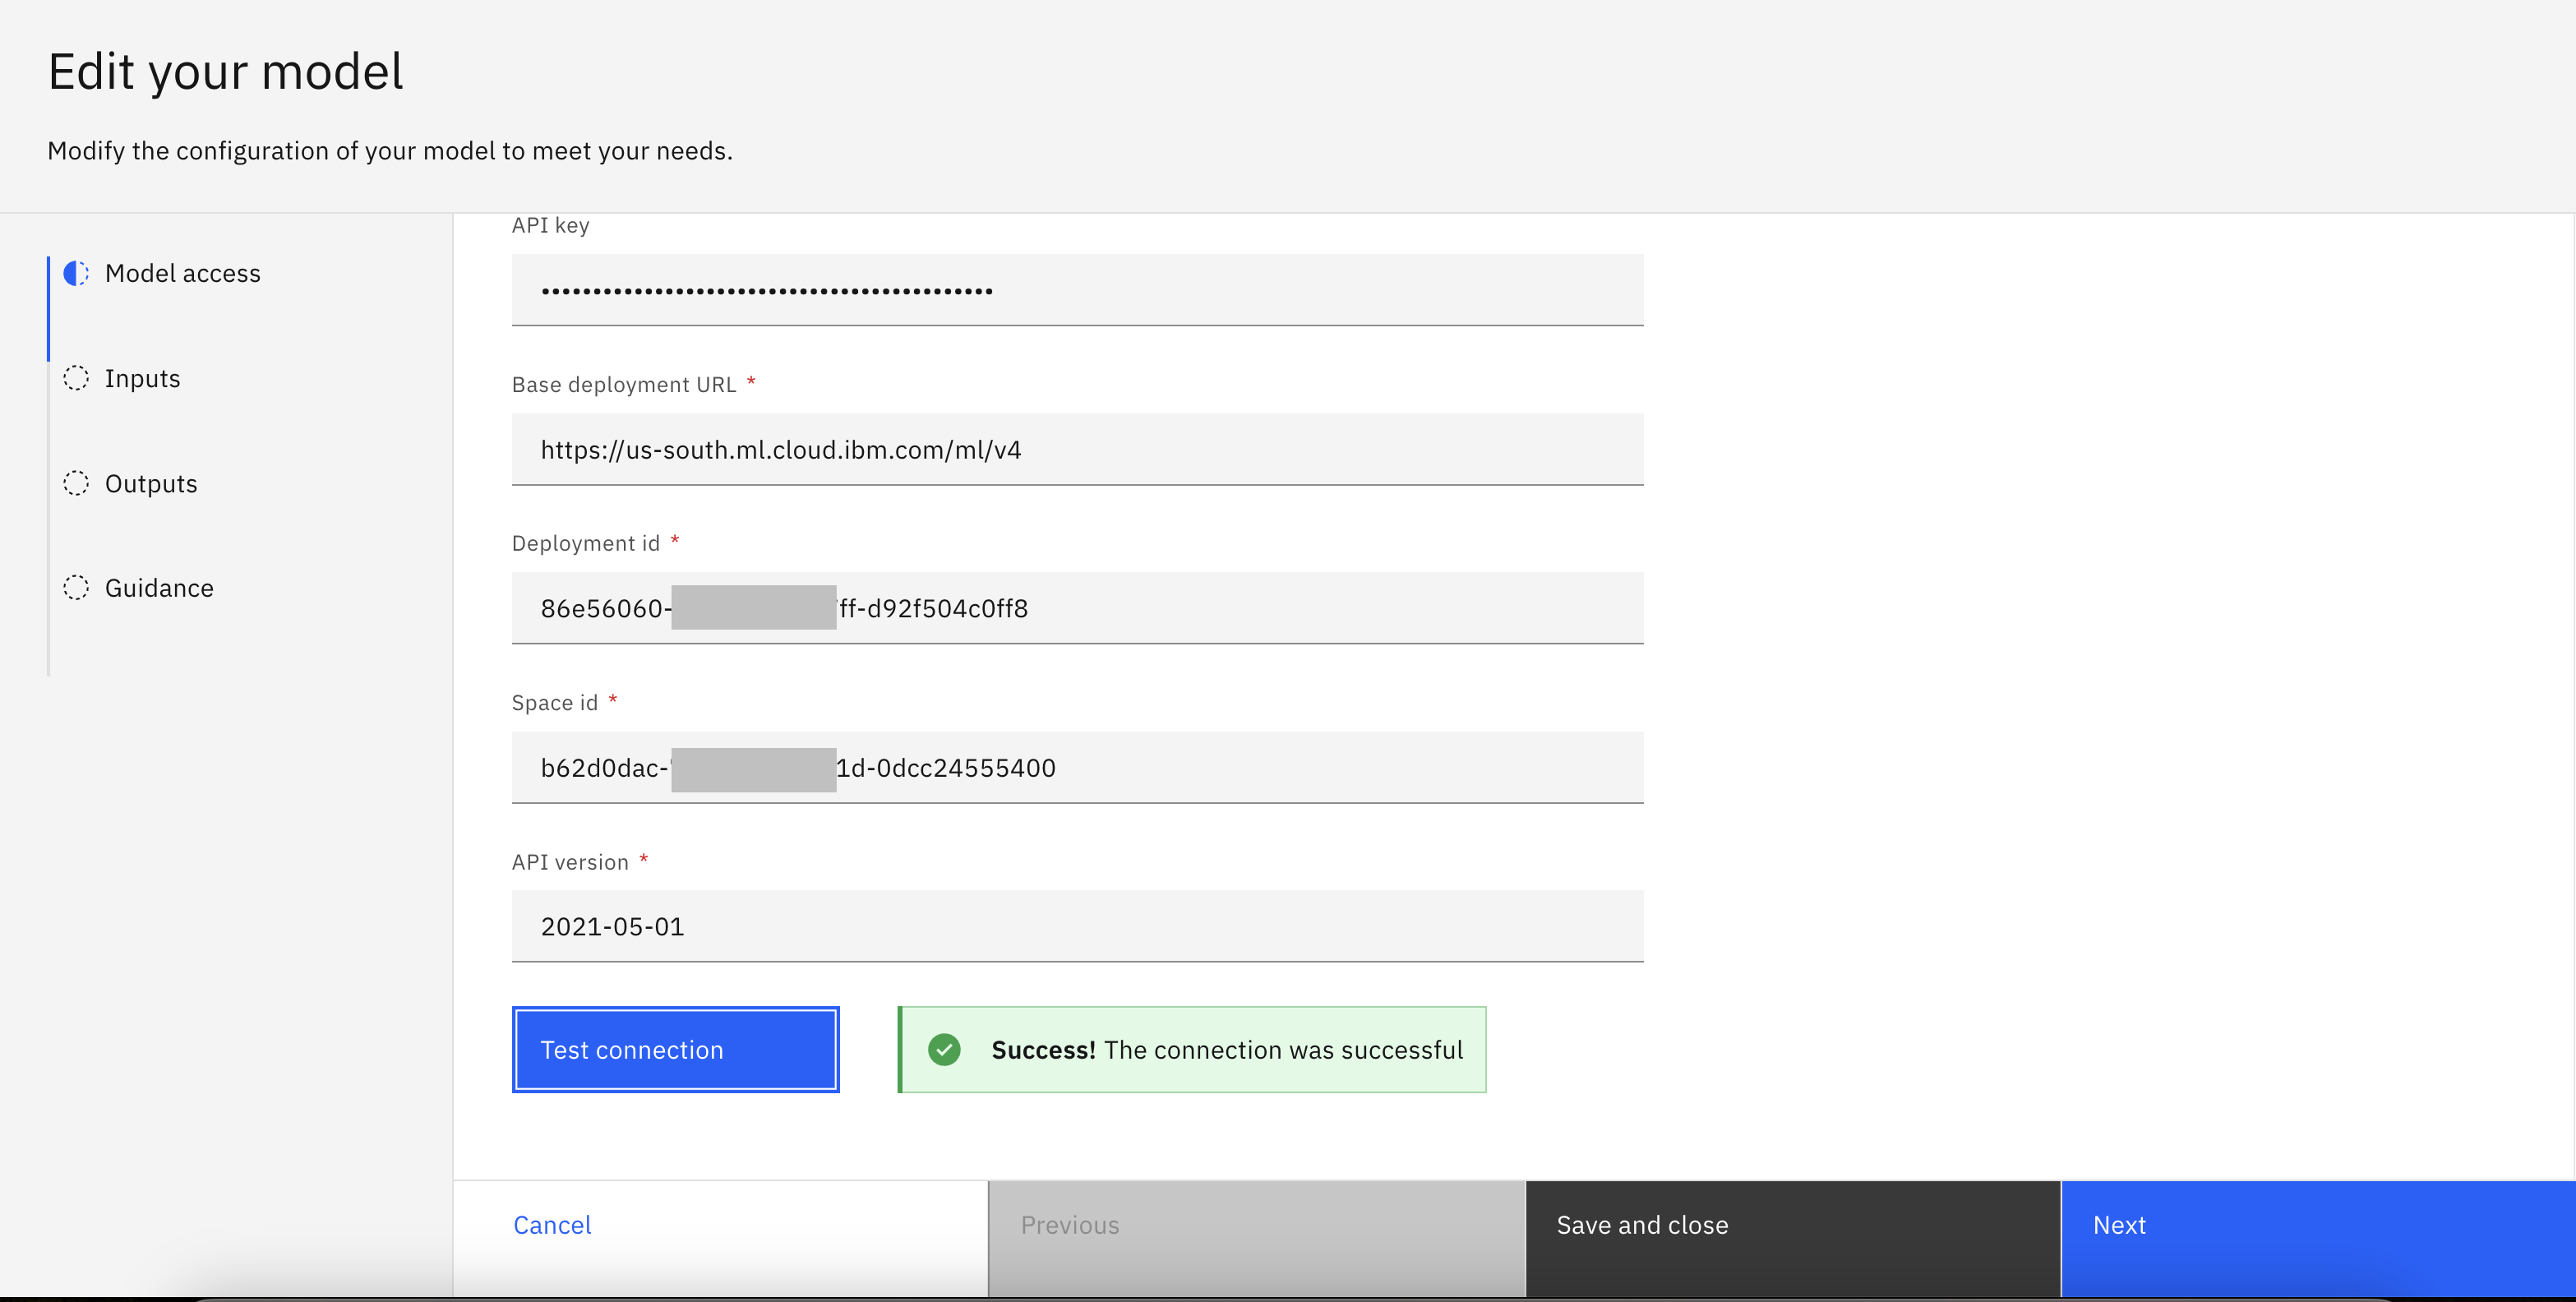 Edit your model
Modify the configuration of your model to meet your needs.
Model access
Inputs
Outputs
Guidance
API key
••••••••••••••••••••••••••••••••••••••••••••
Base deployment URL *
https://us-south.ml.cloud.ibm.com/ml/v4
Deployment id *
86e56060- ff-d92f504c0ff8
Space id *
b62d0dac- 1d-0dcc24555400
API version *
2021-05-01
Test connection
Success! The connection was successful
Cancel
Previous
Save and close
Next